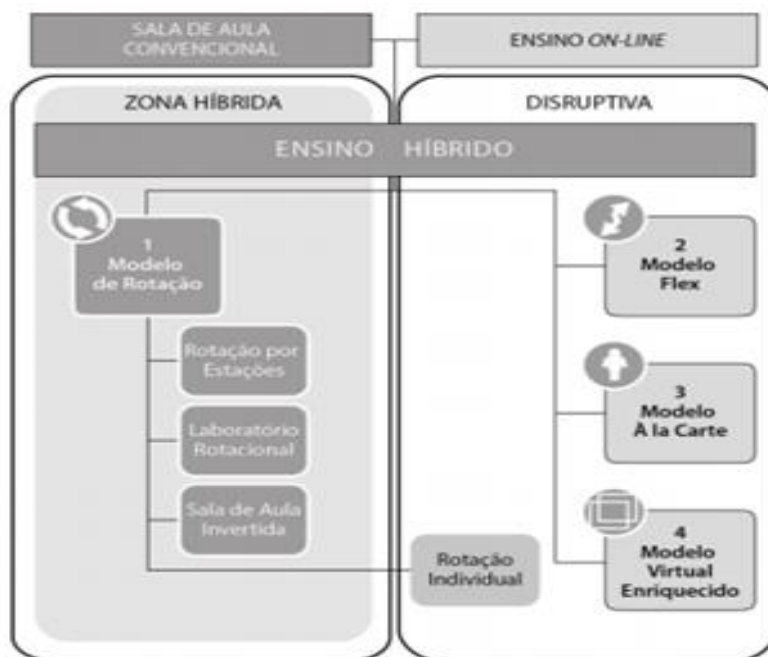 SALA DE AULA
CONVENCIONAL
ENSINO ON-LINE
ZONA HÍBRIDA
DISRUPTIVA
ENSINO HÍBRIDO
1
Modelo
de Rotação
Rotação por
Estações
Laboratório
Rotacional
Sala de Aula
Invertida
Rotação
Individual
2
Modelo
Flex
3
Modelo
À la Carte
4
Modelo
Virtual
Enriquecido